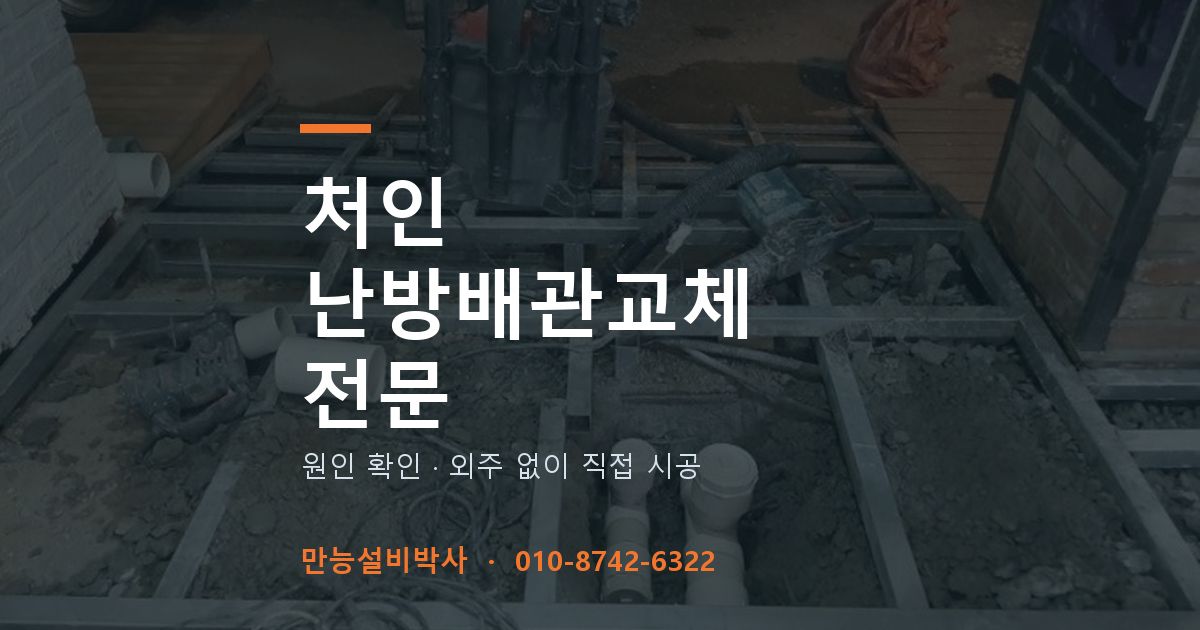 처인
난방배관교체
전문
원인 확인 · 외주 없이 직접 시공
만능설비박사 · 010-8742-6322